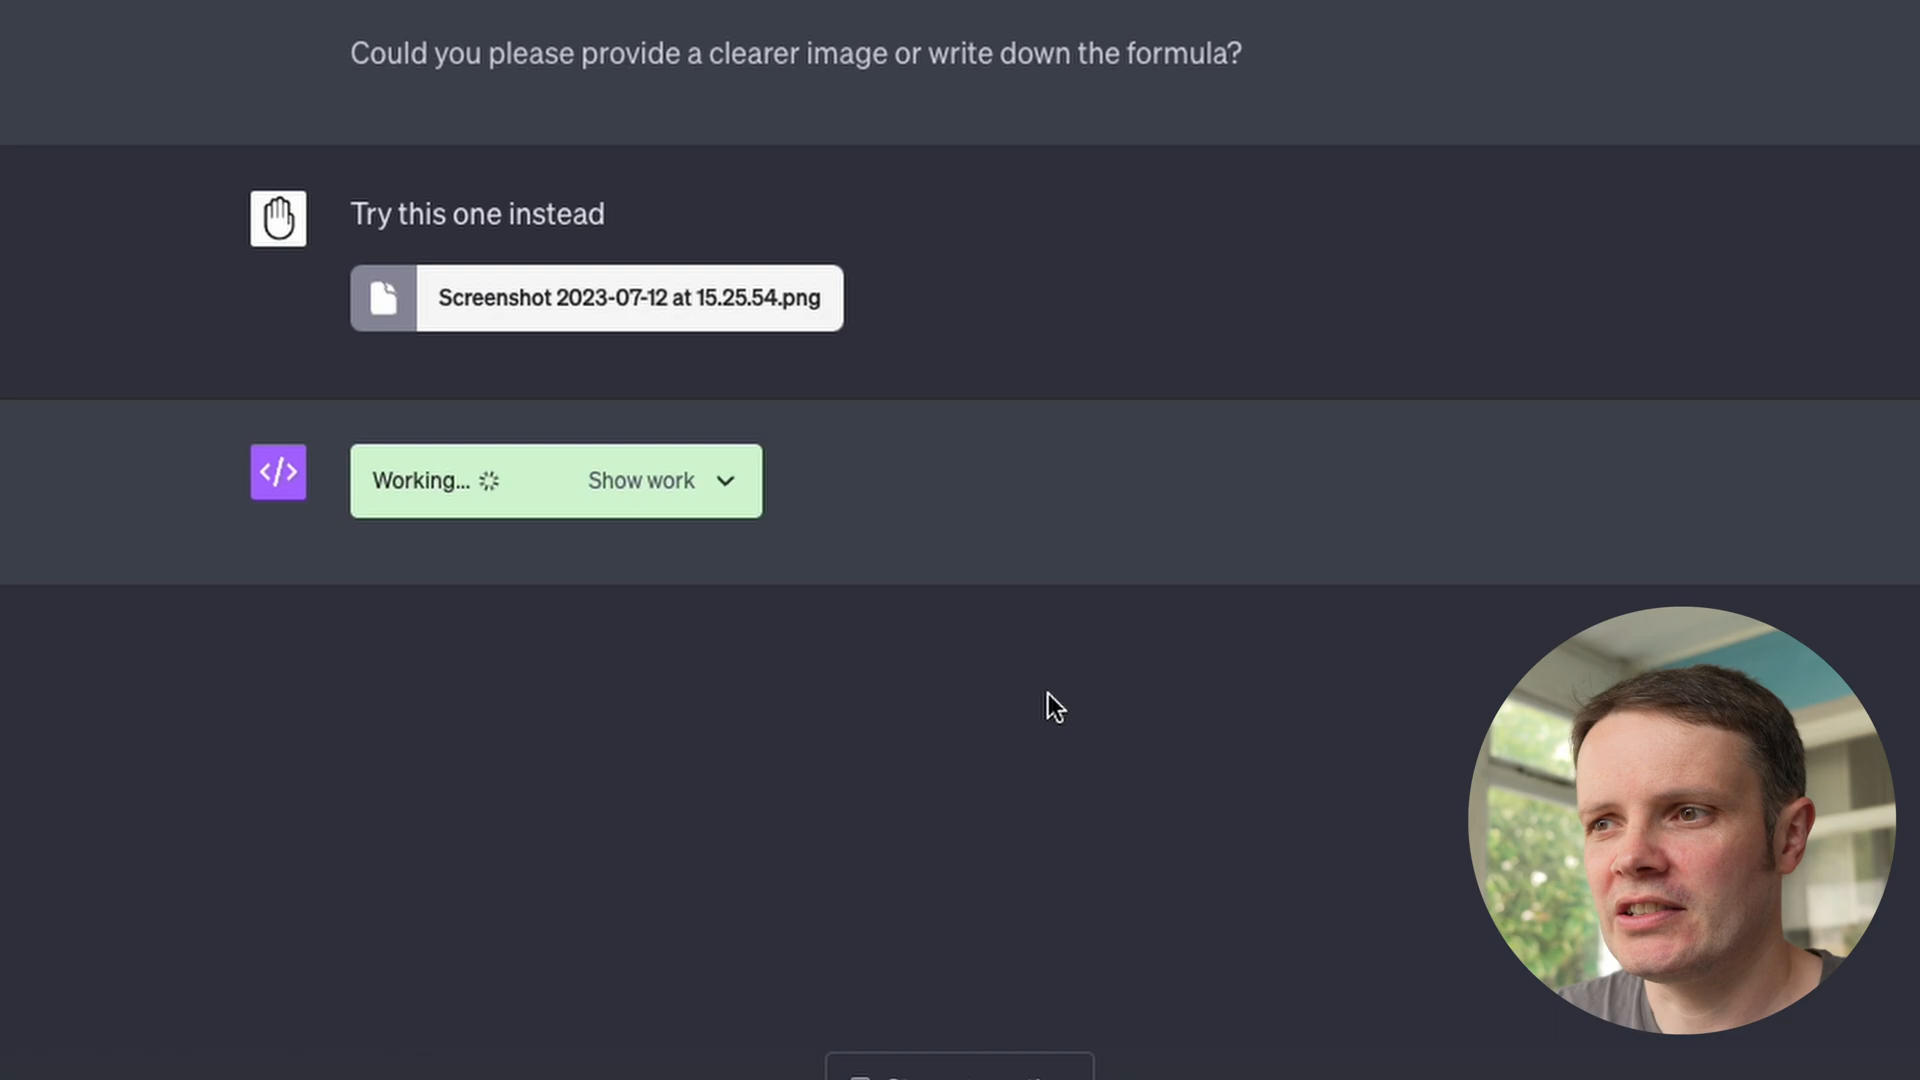 Could you please provide a clearer image or write down the formula?
Try this one instead
Screenshot 2023-07-12 at 15.25.54.png
</>
Working... Show work